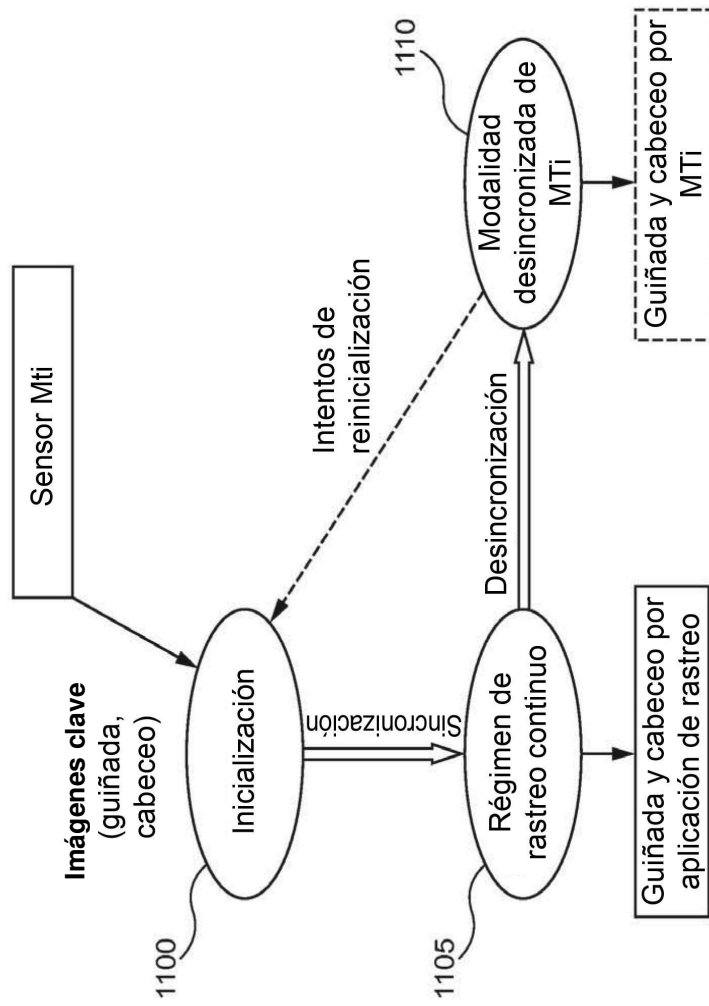 Sensor Mti
Imágenes clave
(guiñada,
cabeceo)
1100
Inicialización
Intentos de
reinicialización
Sincronización
1105
Régimen de
rastreo continuo
Desincronización
1110
Modalidad
desincronizada de
MTi
Guiñada y cabeceo por
aplicación de rastreo
Guiñada y cabeceo por
MTi